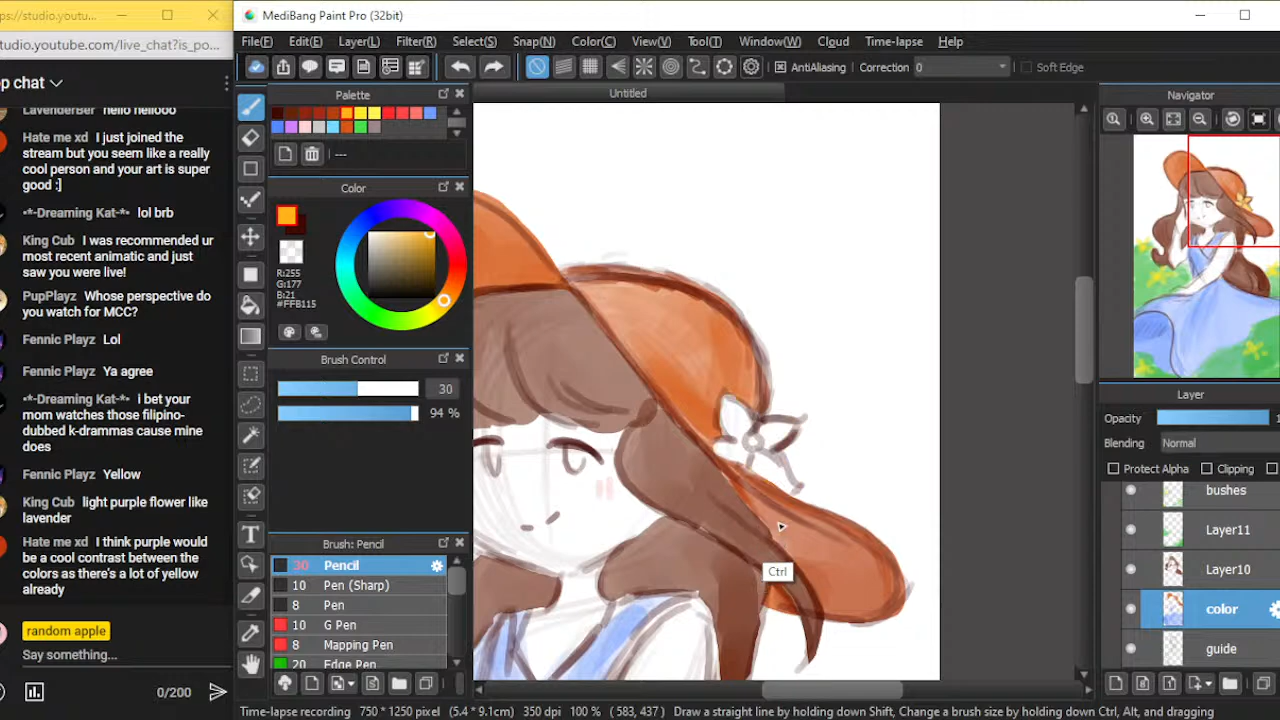 ps://studio.youtu...
studio.youtube.com/live_chat?is_po...
op chat
LavenderBer hello hellooo
Hate me xd I just joined the
stream but you seem like a really
cool person and your art is super
good :]
·*-Dreaming Kat-*· lol brb
King Cub I was recommended ur
most recent animatic and just
saw you were live!
PupPlayz Whose perspective do
you watch for MCC?
Fennic Playz Lol
Fennic Playz Ya agree
·*-Dreaming Kat-*· i bet your
mom watches those filipino-
dubbed k-drammas cause mine
does
Fennic Playz Yellow
King Cub light purple flower like
lavender
Hate me xd I think purple would
be a cool contrast between the
colors as there's a lot of yellow
already
random apple
Say something...
0/200
MediBang Paint Pro (32bit)
File(F) Edit(E) Layer(L) Filter(R) Select(S) Snap(N) Color(C) View(V) Tool(T) Window(W) Cloud Time-lapse Help
AntiAliasing Correction 0 Soft Edge
Palette
---
Color
R:255
G:177
B:21
#FFB115
Brush Control
30
94 %
Brush: Pencil
30 Pencil
10 Pen (Sharp)
8 Pen
10 G Pen
8 Mapping Pen
20 Edge Pen
Untitled
Ctrl
Navigator
Layer
Opacity 1
Blending Normal
Protect Alpha Clipping
bushes
Layer11
Layer10
color
guide
Time-lapse recording 750 * 1250 pixel (5.4 * 9.1cm) 350 dpi 100 % ( 583, 437 ) Draw a straight line by holding down Shift, Change a brush size by holding down Ctrl, Alt, and dragging